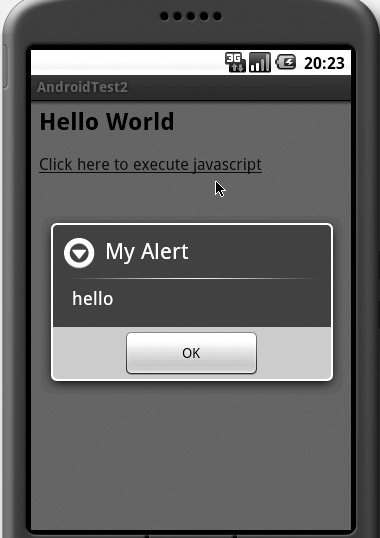 3G 20:23
AndroidTest2
Hello World
Click here to execute javascript
My Alert
hello
OK